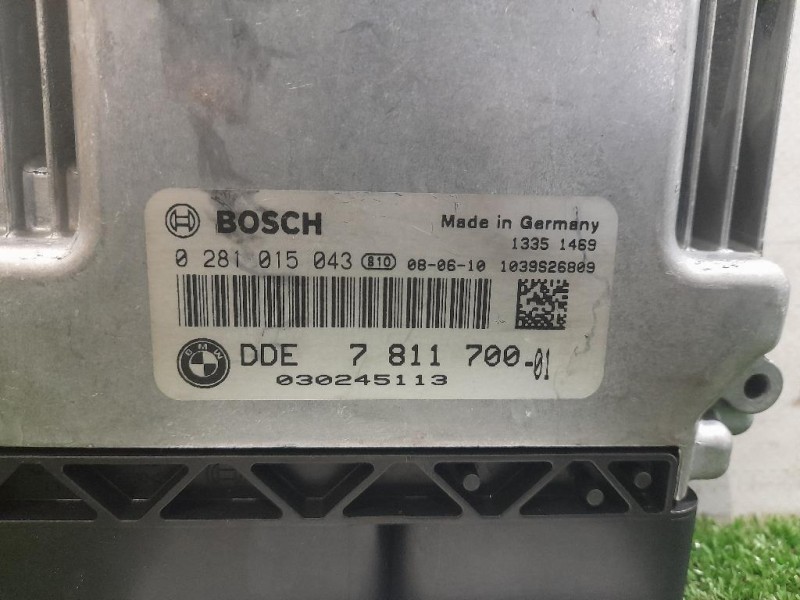 BOSCH Made in Germany
1335 1469
0 281 015 043 810 08-06-10 1039S26809
BMW DDE 7 811 700-01
030245113